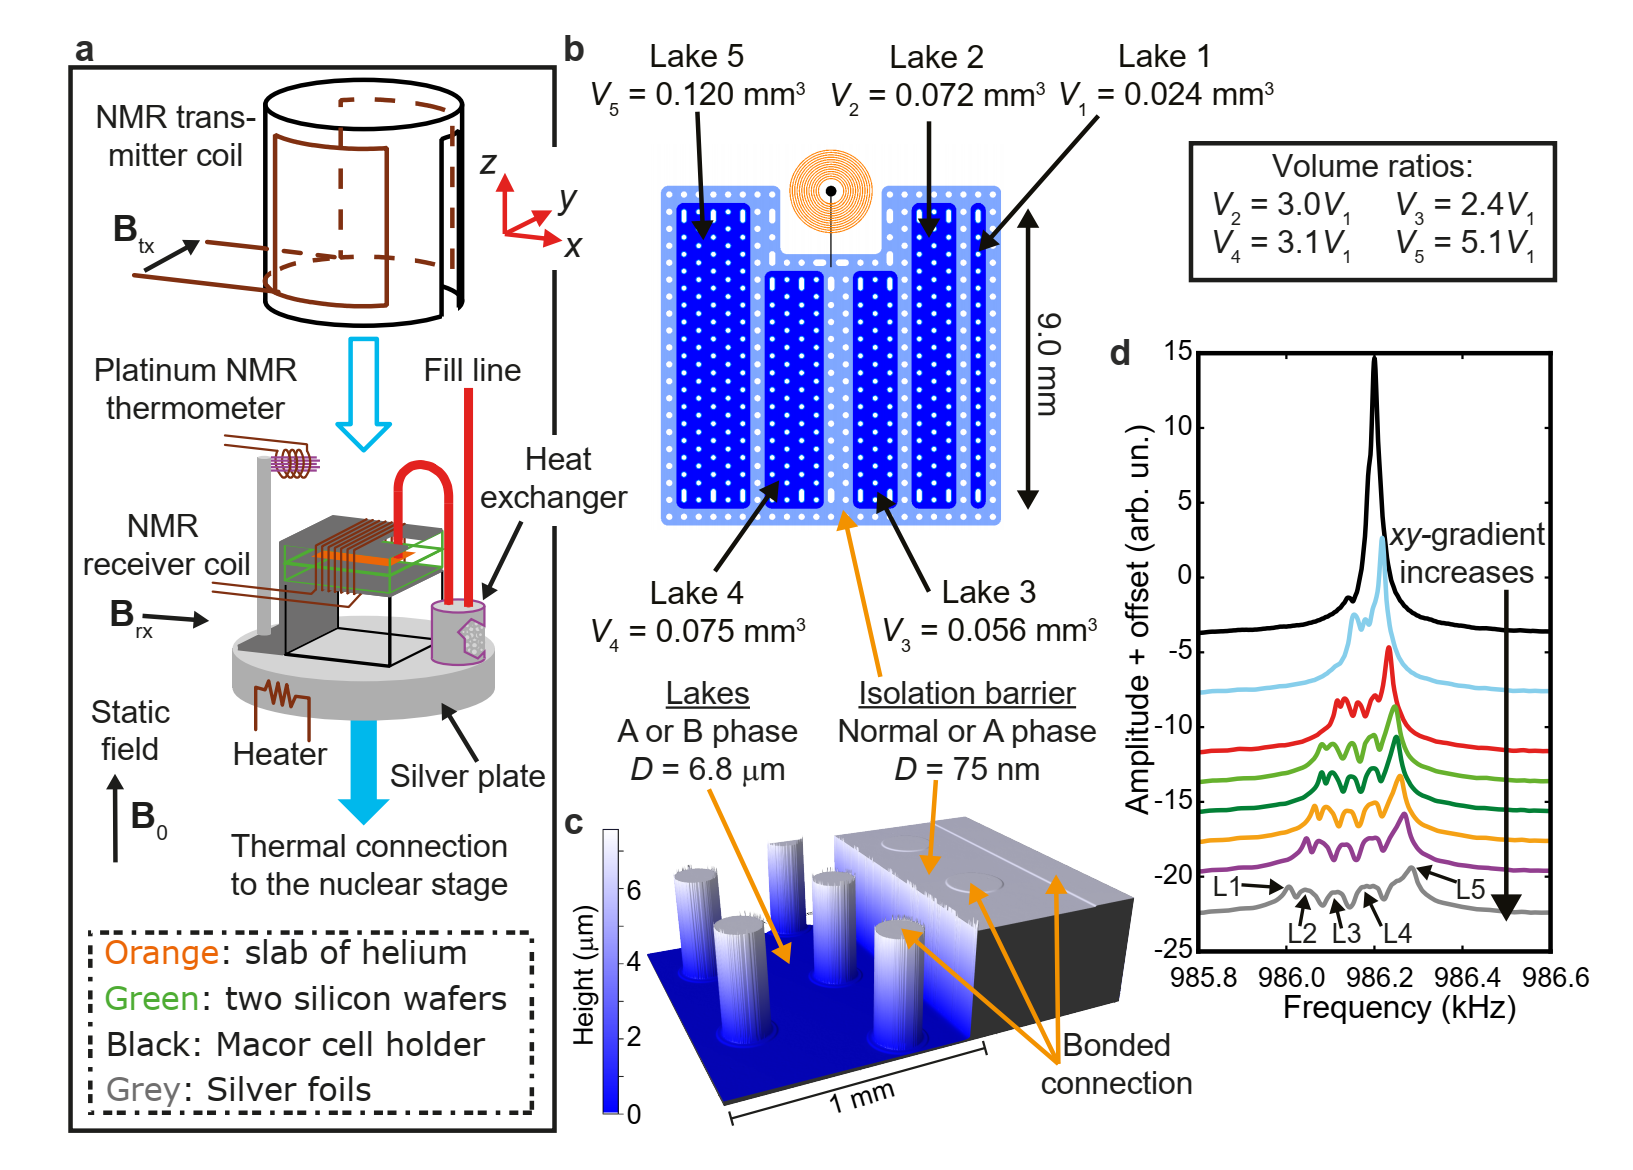 a
NMR trans-
mitter coil
z
y
x
Btx
Platinum NMR
thermometer
Fill line
Heat
exchanger
NMR
receiver coil
Brx
Static
field
B0
Heater
Silver plate
Thermal connection
to the nuclear stage
Orange: slab of helium
Green: two silicon wafers
Black: Macor cell holder
Grey: Silver foils
b
Lake 5
V5 = 0.120 mm³
Lake 2
V2 = 0.072 mm³
Lake 1
V1 = 0.024 mm³
9.0 mm
Lake 4
V4 = 0.075 mm³
Lake 3
V3 = 0.056 mm³
Lakes
A or B phase
D = 6.8 μm
Isolation barrier
Normal or A phase
D = 75 nm
Volume ratios:
V2 = 3.0V1 V3 = 2.4V1
V4 = 3.1V1 V5 = 5.1V1
c
Height (μm)
6
4
2
0
1 mm
Bonded
connection
d
Amplitude + offset (arb. un.)
15
10
5
0
-5
-10
-15
-20
-25
xy-gradient
increases
L1
L2
L3
L4
L5
985.8 986.0 986.2 986.4 986.6
Frequency (kHz)